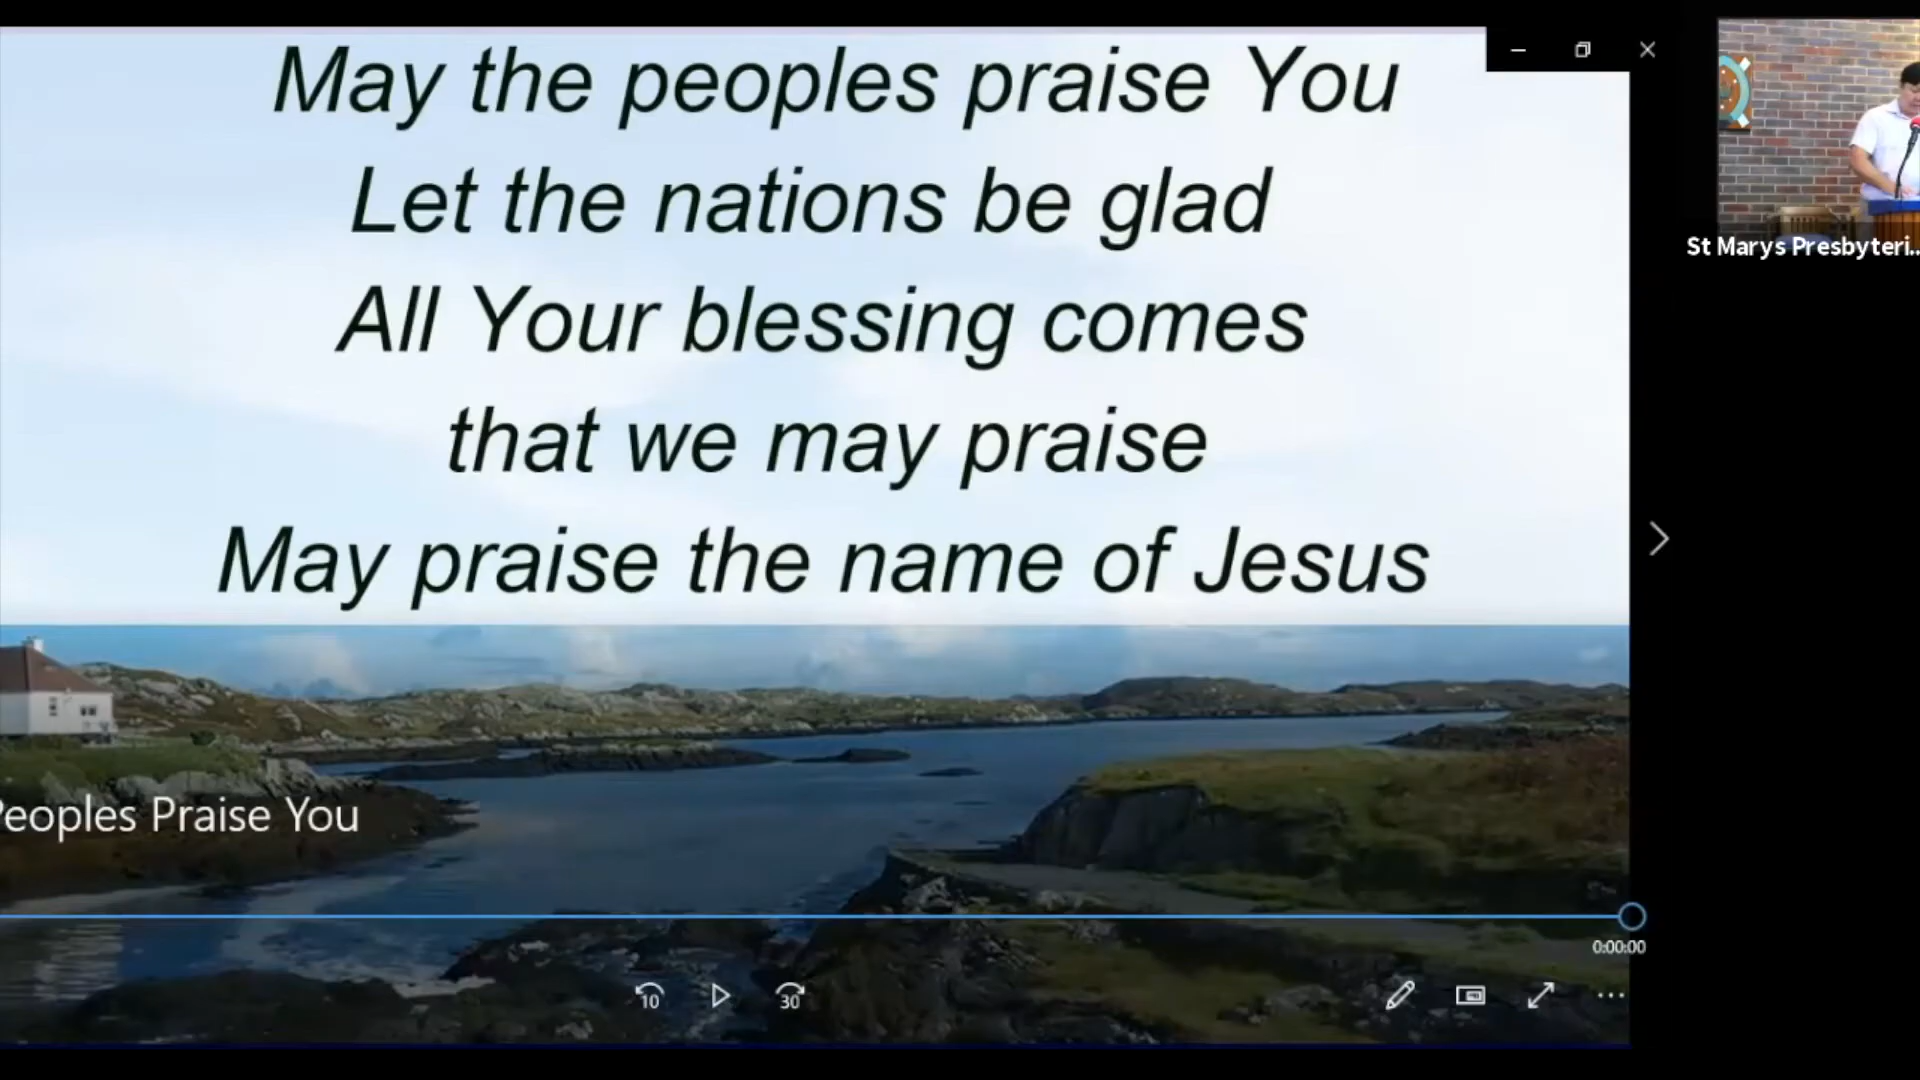 May the peoples praise You
Let the nations be glad
All Your blessing comes
that we may praise
May praise the name of Jesus
St Marys Presbyteri...
Peoples Praise You
0:00:00
10
30